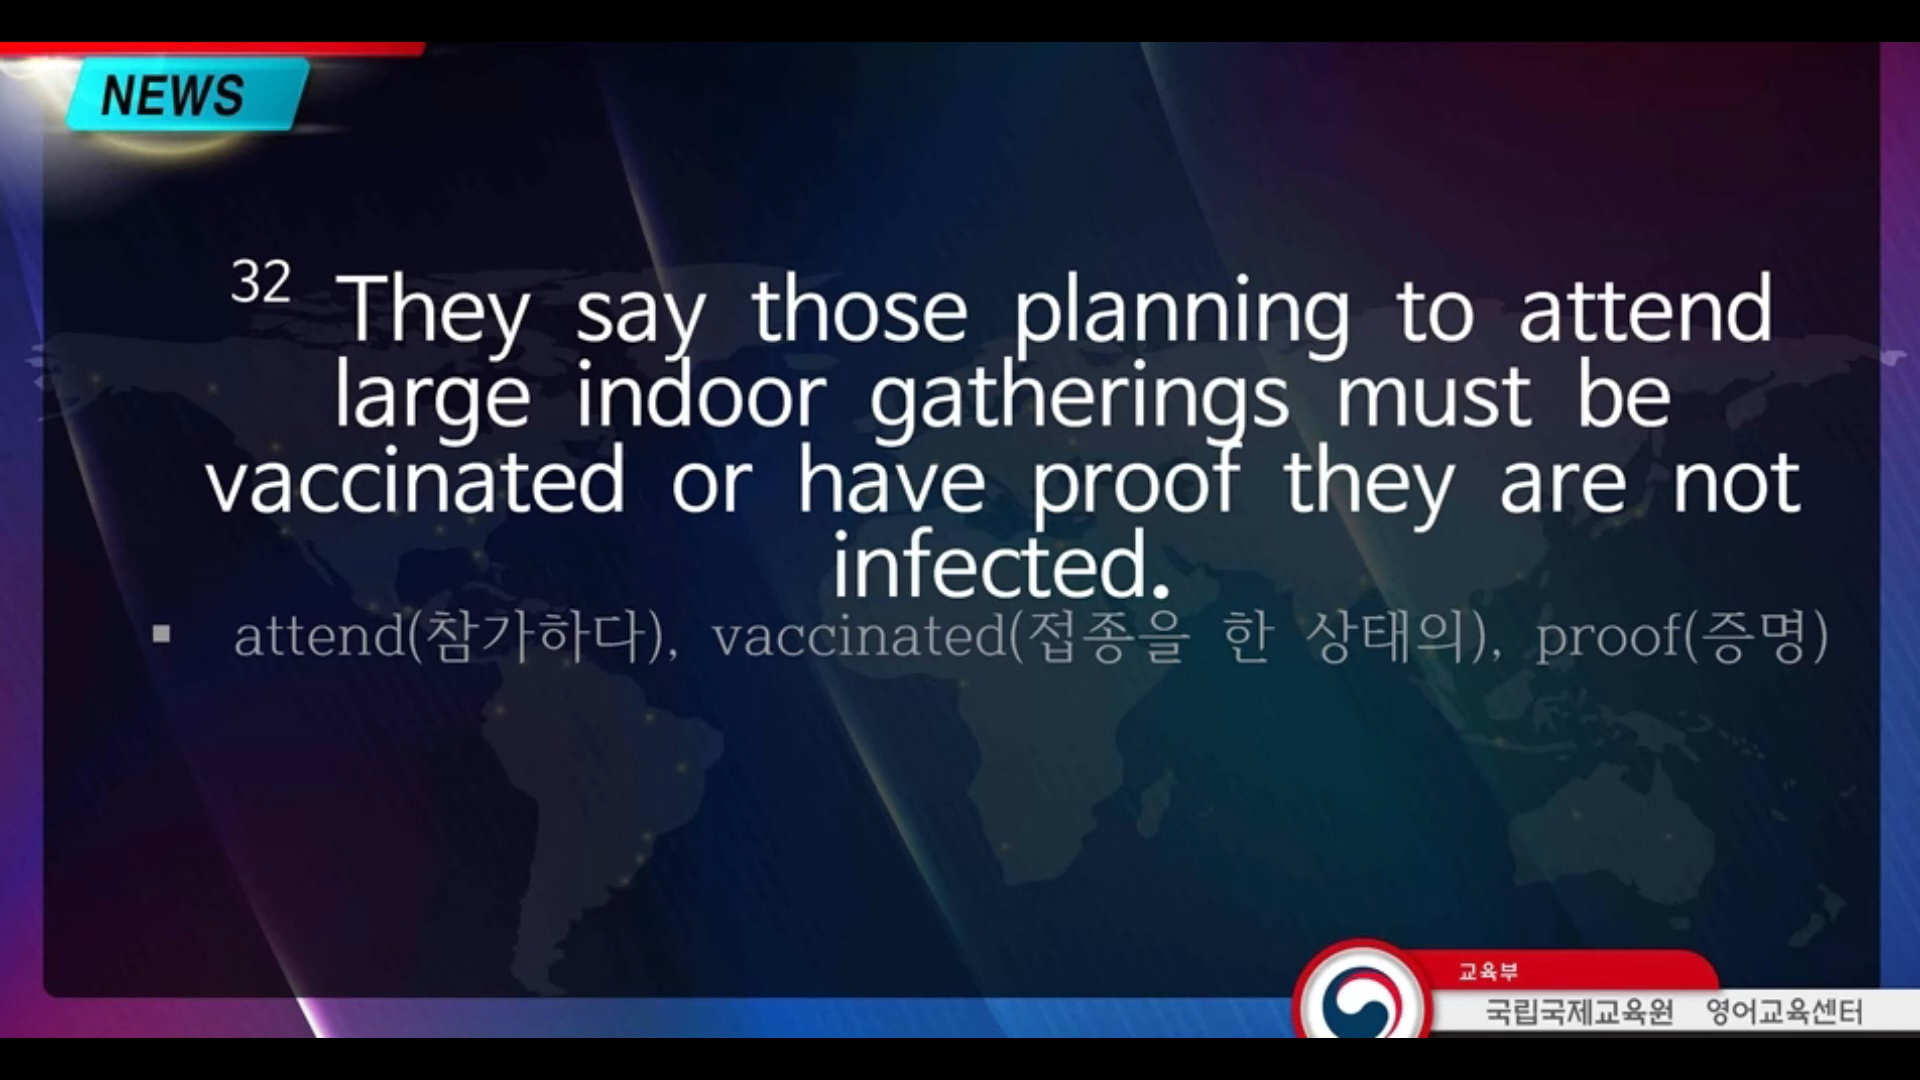 NEWS
32 They say those planning to attend
large indoor gatherings must be
vaccinated or have proof they are not
infected.
▪ attend(참가하다), vaccinated(접종을 한 상태의), proof(증명)
교육부
국립국제교육원 영어교육센터